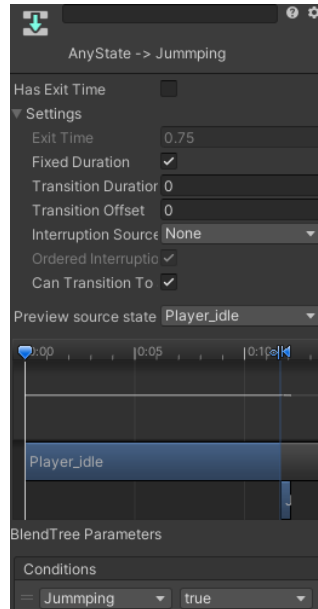 AnyState -> Jummping
Has Exit Time
Settings
Exit Time 0.75
Fixed Duration
Transition Duration 0
Transition Offset 0
Interruption Source None
Ordered Interruptio
Can Transition To
Preview source state Player_idle
0:00 0:05 0:10
Player_idle
J
BlendTree Parameters
Conditions
Jummping true